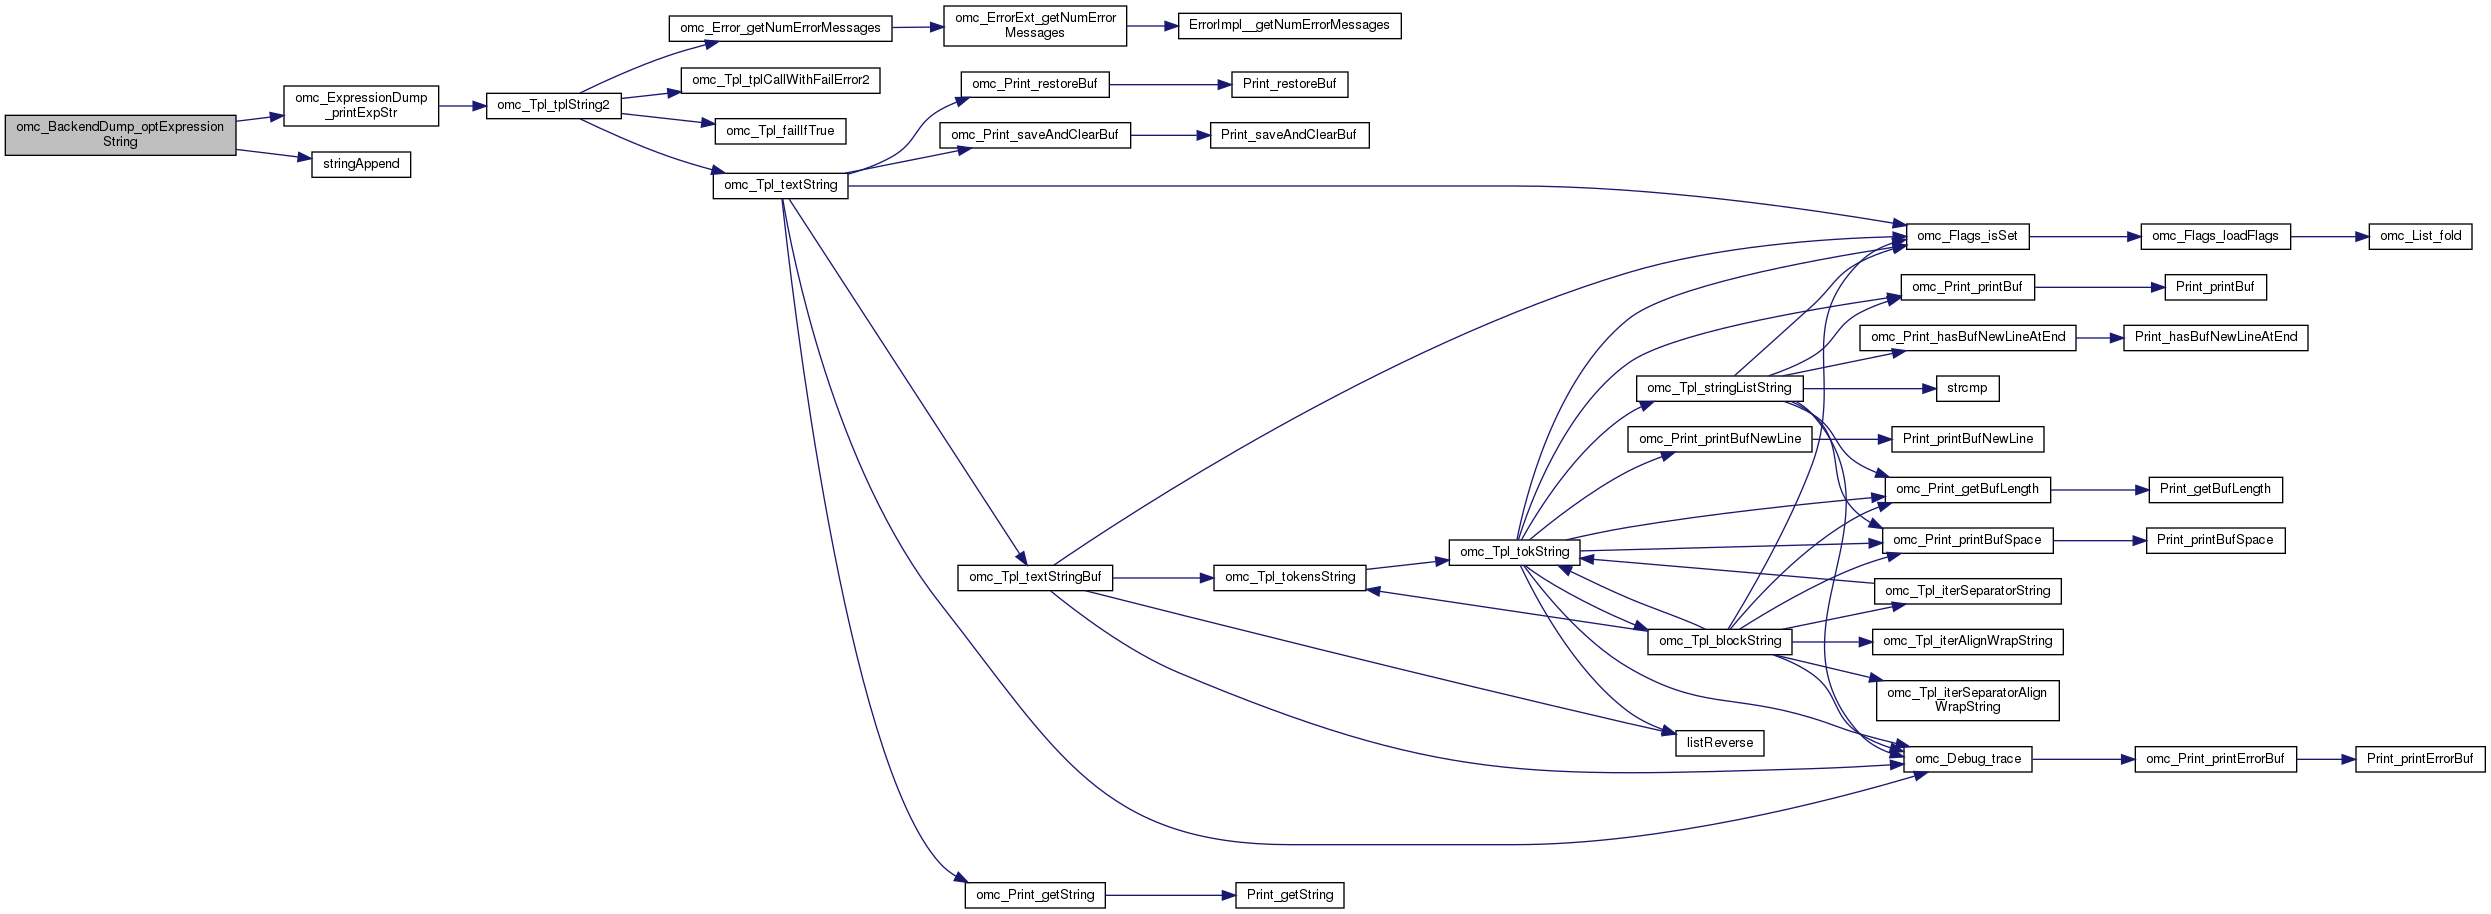 omc_BackendDump_optExpression
String
omc_ExpressionDump
_printExpStr
stringAppend
omc_Tpl_tplString2
omc_Error_getNumErrorMessages
omc_ErrorExt_getNumError
Messages
ErrorImpl__getNumErrorMessages
omc_Tpl_tplCallWithFailError2
omc_Tpl_failIfTrue
omc_Tpl_textString
omc_Print_restoreBuf
Print_restoreBuf
omc_Print_saveAndClearBuf
Print_saveAndClearBuf
omc_Flags_isSet
omc_Flags_loadFlags
omc_List_fold
omc_Print_printBuf
Print_printBuf
omc_Print_hasBufNewLineAtEnd
Print_hasBufNewLineAtEnd
omc_Tpl_stringListString
strcmp
omc_Print_printBufNewLine
Print_printBufNewLine
omc_Print_getBufLength
Print_getBufLength
omc_Print_printBufSpace
Print_printBufSpace
omc_Tpl_tokString
omc_Tpl_textStringBuf
omc_Tpl_tokensString
omc_Tpl_iterSeparatorString
omc_Tpl_blockString
omc_Tpl_iterAlignWrapString
omc_Tpl_iterSeparatorAlign
WrapString
listReverse
omc_Debug_trace
omc_Print_printErrorBuf
Print_printErrorBuf
omc_Print_getString
Print_getString